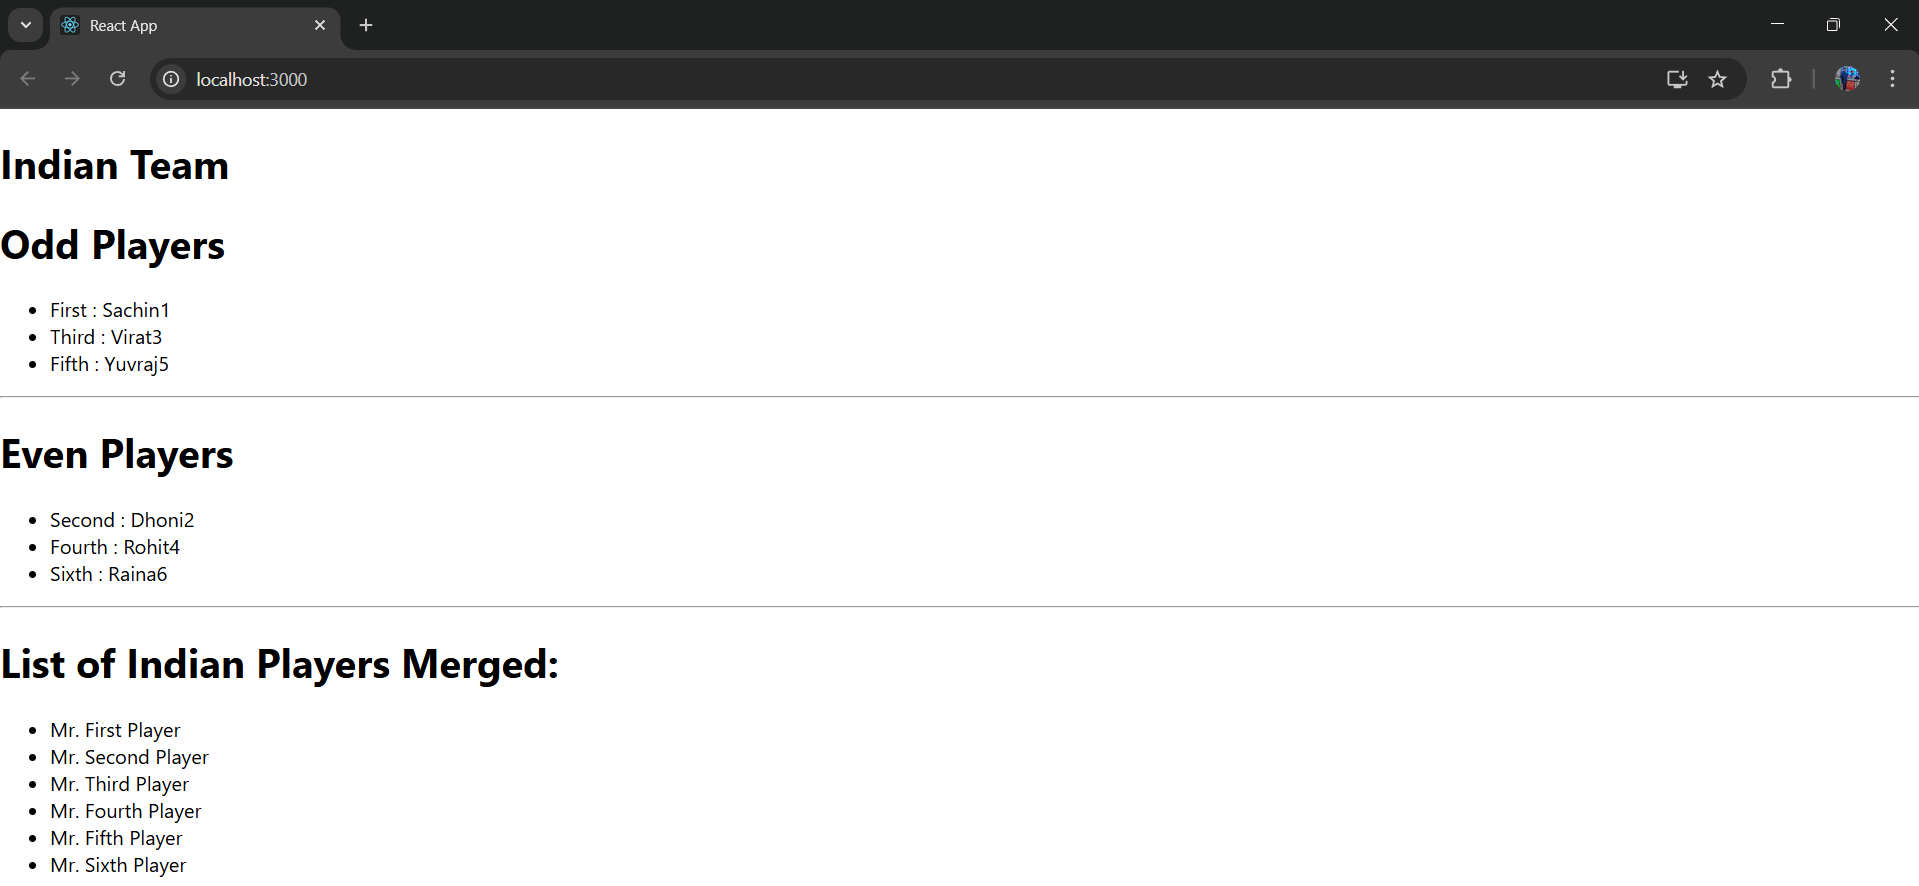 React App
localhost:3000
Indian Team
Odd Players
First : Sachin1
Third : Virat3
Fifth : Yuvraj5
Even Players
Second : Dhoni2
Fourth : Rohit4
Sixth : Raina6
List of Indian Players Merged:
Mr. First Player
Mr. Second Player
Mr. Third Player
Mr. Fourth Player
Mr. Fifth Player
Mr. Sixth Player